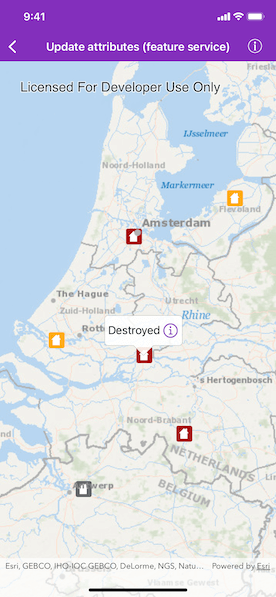 9:41
Update attributes (feature service)
Licensed For Developer Use Only
Frieslan
IJsselmeer
Noord-Holland
Markermeer
Flevoland
Amsterdam
The Hague
Utrecht
Zuid-Holland
Rhine
Rott
Destroyed
's Hertogenbosch
Noord-Brabant
NETHERLANDS
BELGIUM
Antwerp
Esri, GEBCO, IHO-IOC GEBCO, DeLorme, NGS, Natu...
Powered by Esri
Vlaams Gewest